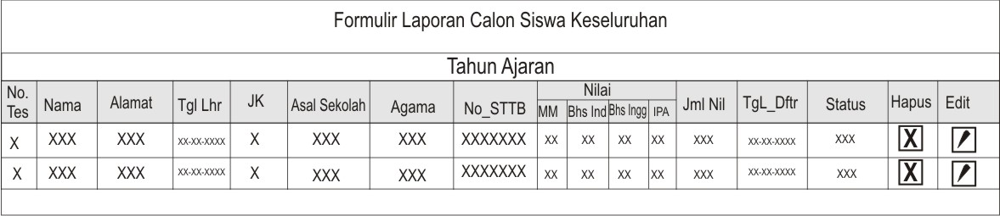 Formulir Laporan Calon Siswa Keseluruhan
Tahun Ajaran
No. Tes Nama Alamat Tgl Lhr JK Asal Sekolah Agama No_STTB Nilai MM Bhs Ind Bhs Ingg IPA Jml Nil TgL_Dftr Status Hapus Edit
X XXX XXX XX-XX-XXXX X XXX XXX XXXXXXX XX XX XX XX XXX XX-XX-XXXX XXX X
X XXX XXX XX-XX-XXXX X XXX XXX XXXXXXX XX XX XX XX XXX XX-XX-XXXX XXX X